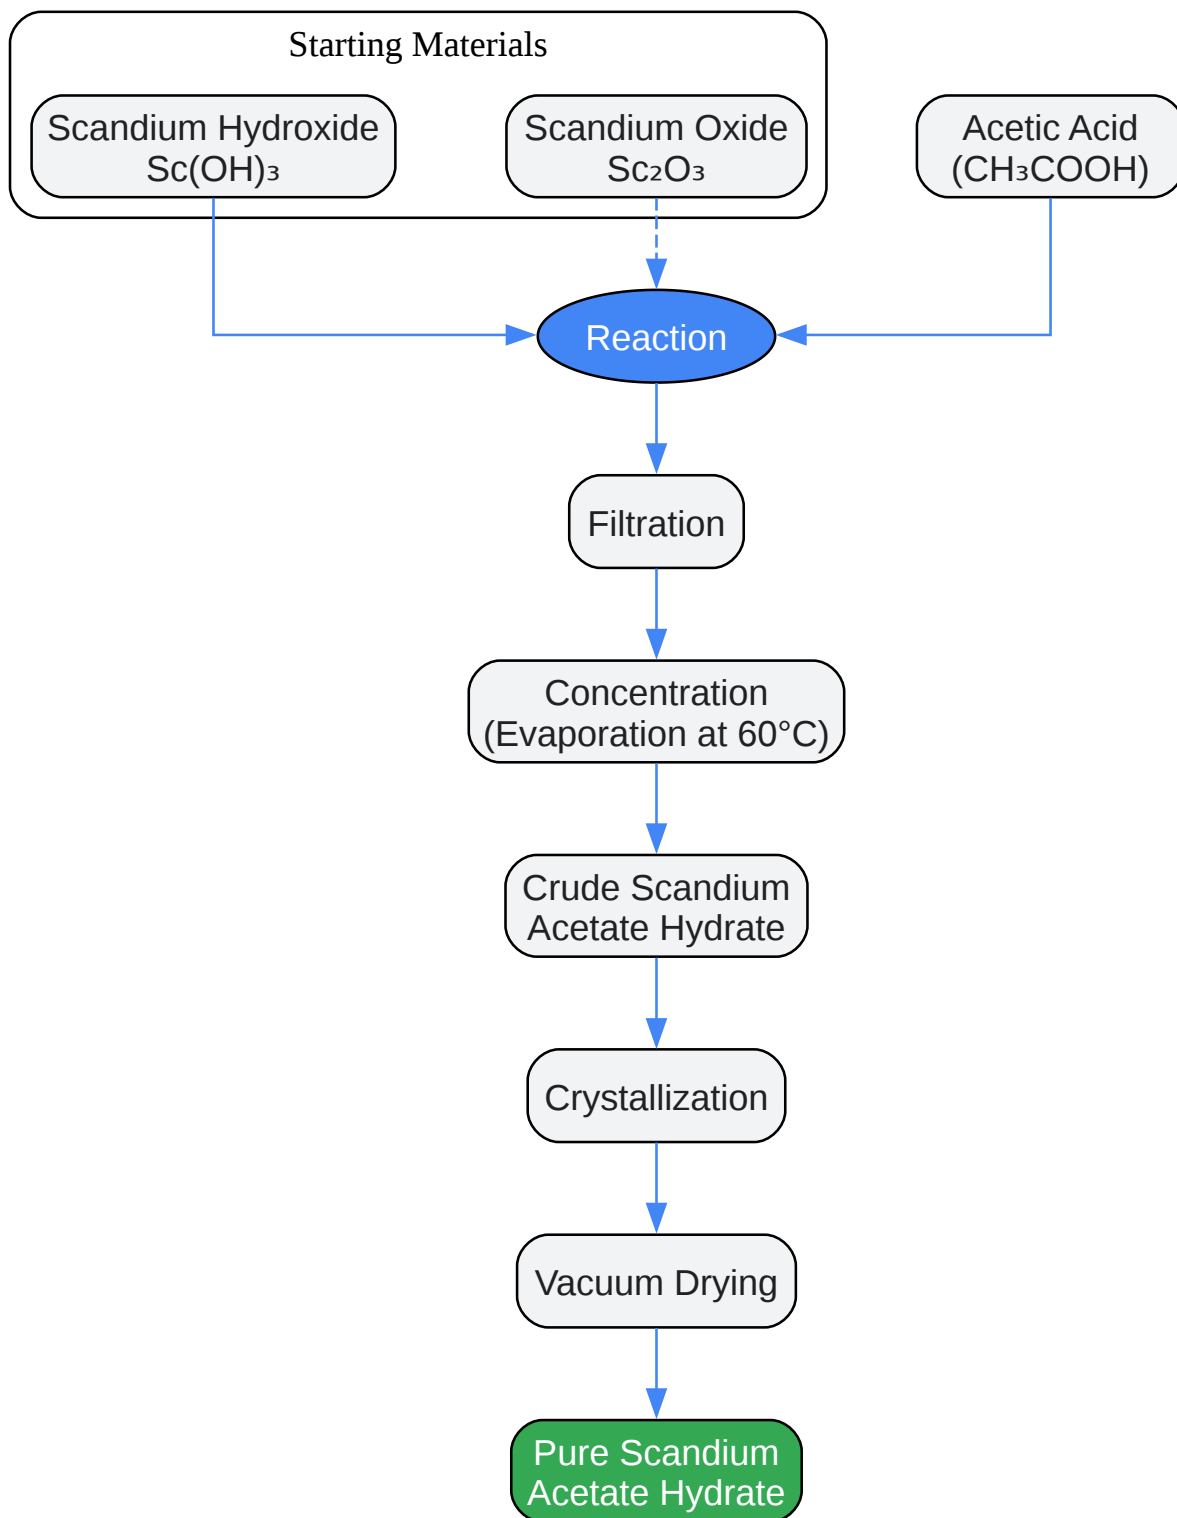 Starting Materials
Scandium Hydroxide
Sc(OH)₃
Scandium Oxide
Sc₂O₃
Acetic Acid
(CH₃COOH)
Reaction
Filtration
Concentration
(Evaporation at 60°C)
Crude Scandium
Acetate Hydrate
Crystallization
Vacuum Drying
Pure Scandium
Acetate Hydrate